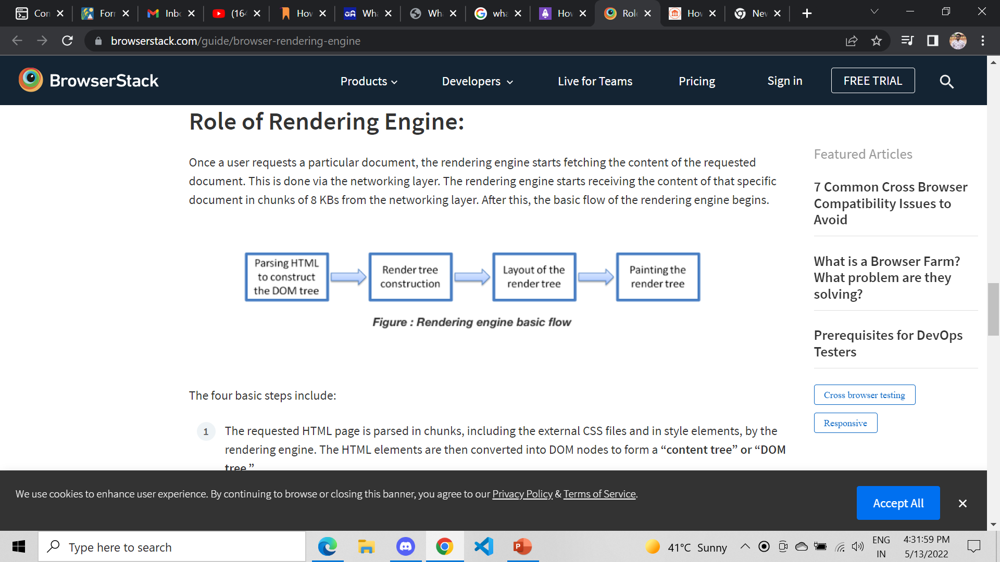 Con
For
Inb
(164
How
Wha
Wha
wha
How
Role
How
New
browserstack.com/guide/browser-rendering-engine
BrowserStack
Products
Developers
Live for Teams
Pricing
Sign in
FREE TRIAL
Role of Rendering Engine:
Once a user requests a particular document, the rendering engine starts fetching the content of the requested
document. This is done via the networking layer. The rendering engine starts receiving the content of that specific
document in chunks of 8 KBs from the networking layer. After this, the basic flow of the rendering engine begins.
Parsing HTML
to construct
the DOM tree
Render tree
construction
Layout of the
render tree
Painting the
render tree
Figure : Rendering engine basic flow
The four basic steps include:
1
The requested HTML page is parsed in chunks, including the external CSS files and in style elements, by the
rendering engine. The HTML elements are then converted into DOM nodes to form a “content tree” or “DOM
tree.”
Featured Articles
7 Common Cross Browser
Compatibility Issues to
Avoid
What is a Browser Farm?
What problem are they
solving?
Prerequisites for DevOps
Testers
Cross browser testing
Responsive
We use cookies to enhance user experience. By continuing to browse or closing this banner, you agree to our Privacy Policy & Terms of Service.
Accept All
Type here to search
41°C Sunny
ENG
IN
4:31:59 PM
5/13/2022